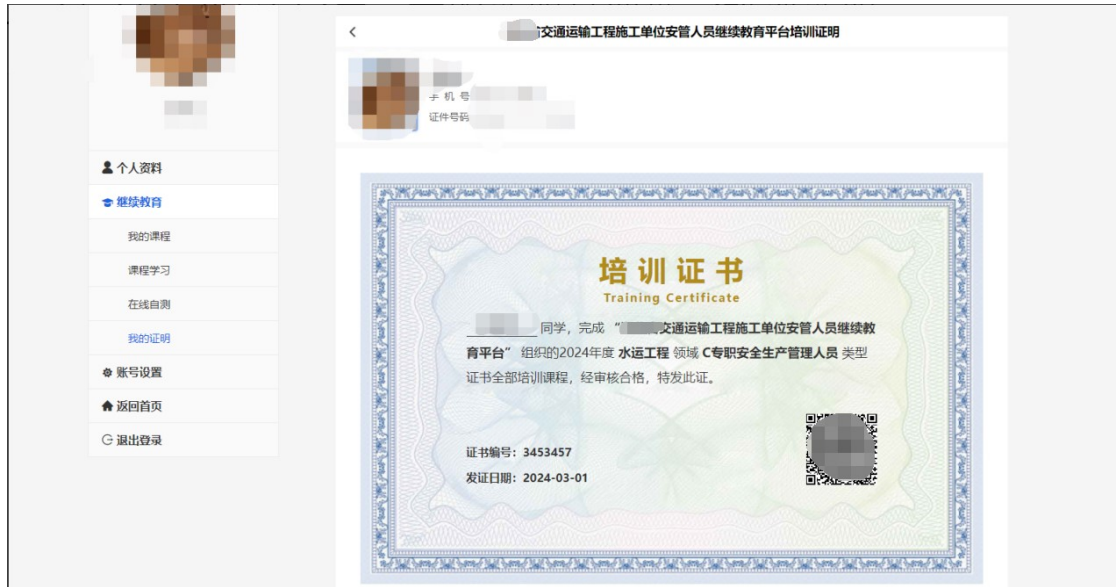 交通运输工程施工单位安管人员继续教育平台培训证明
手 机 号
证件号码
个人资料
继续教育
我的课程
课程学习
在线自测
我的证明
账号设置
返回首页
退出登录
培训证书
Training Certificate
同学，完成 “ 交通运输工程施工单位安管人员继续教
育平台” 组织的2024年度 水运工程 领域 C专职安全生产管理人员 类型
证书全部培训课程，经审核合格，特发此证。
证书编号：3453457
发证日期：2024-03-01